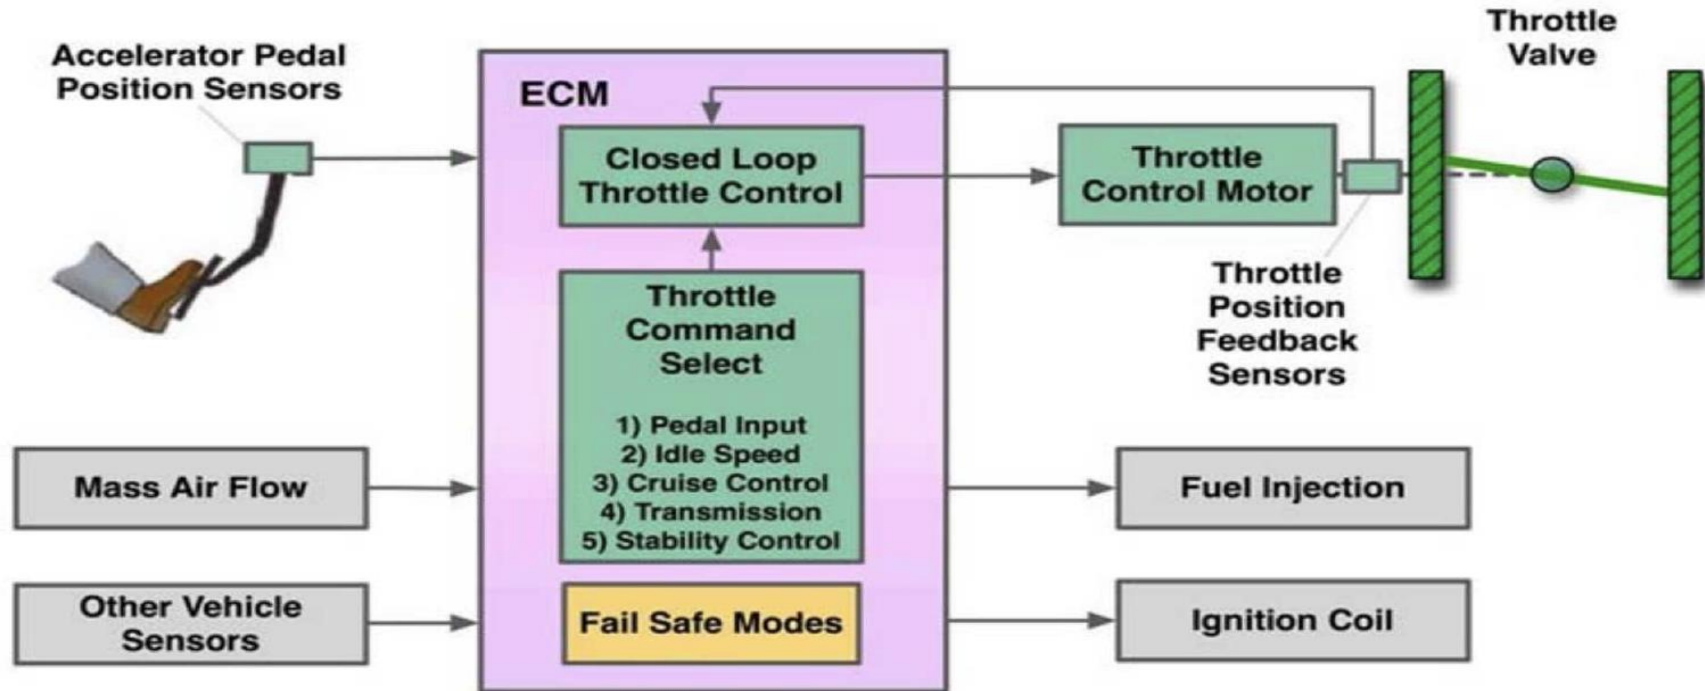 Accelerator Pedal
Position Sensors
ECM
Closed Loop
Throttle Control
Throttle
Command
Select
1) Pedal Input
2) Idle Speed
3) Cruise Control
4) Transmission
5) Stability Control
Fail Safe Modes
Mass Air Flow
Other Vehicle
Sensors
Throttle
Control Motor
Throttle
Valve
Throttle
Position
Feedback
Sensors
Fuel Injection
Ignition Coil